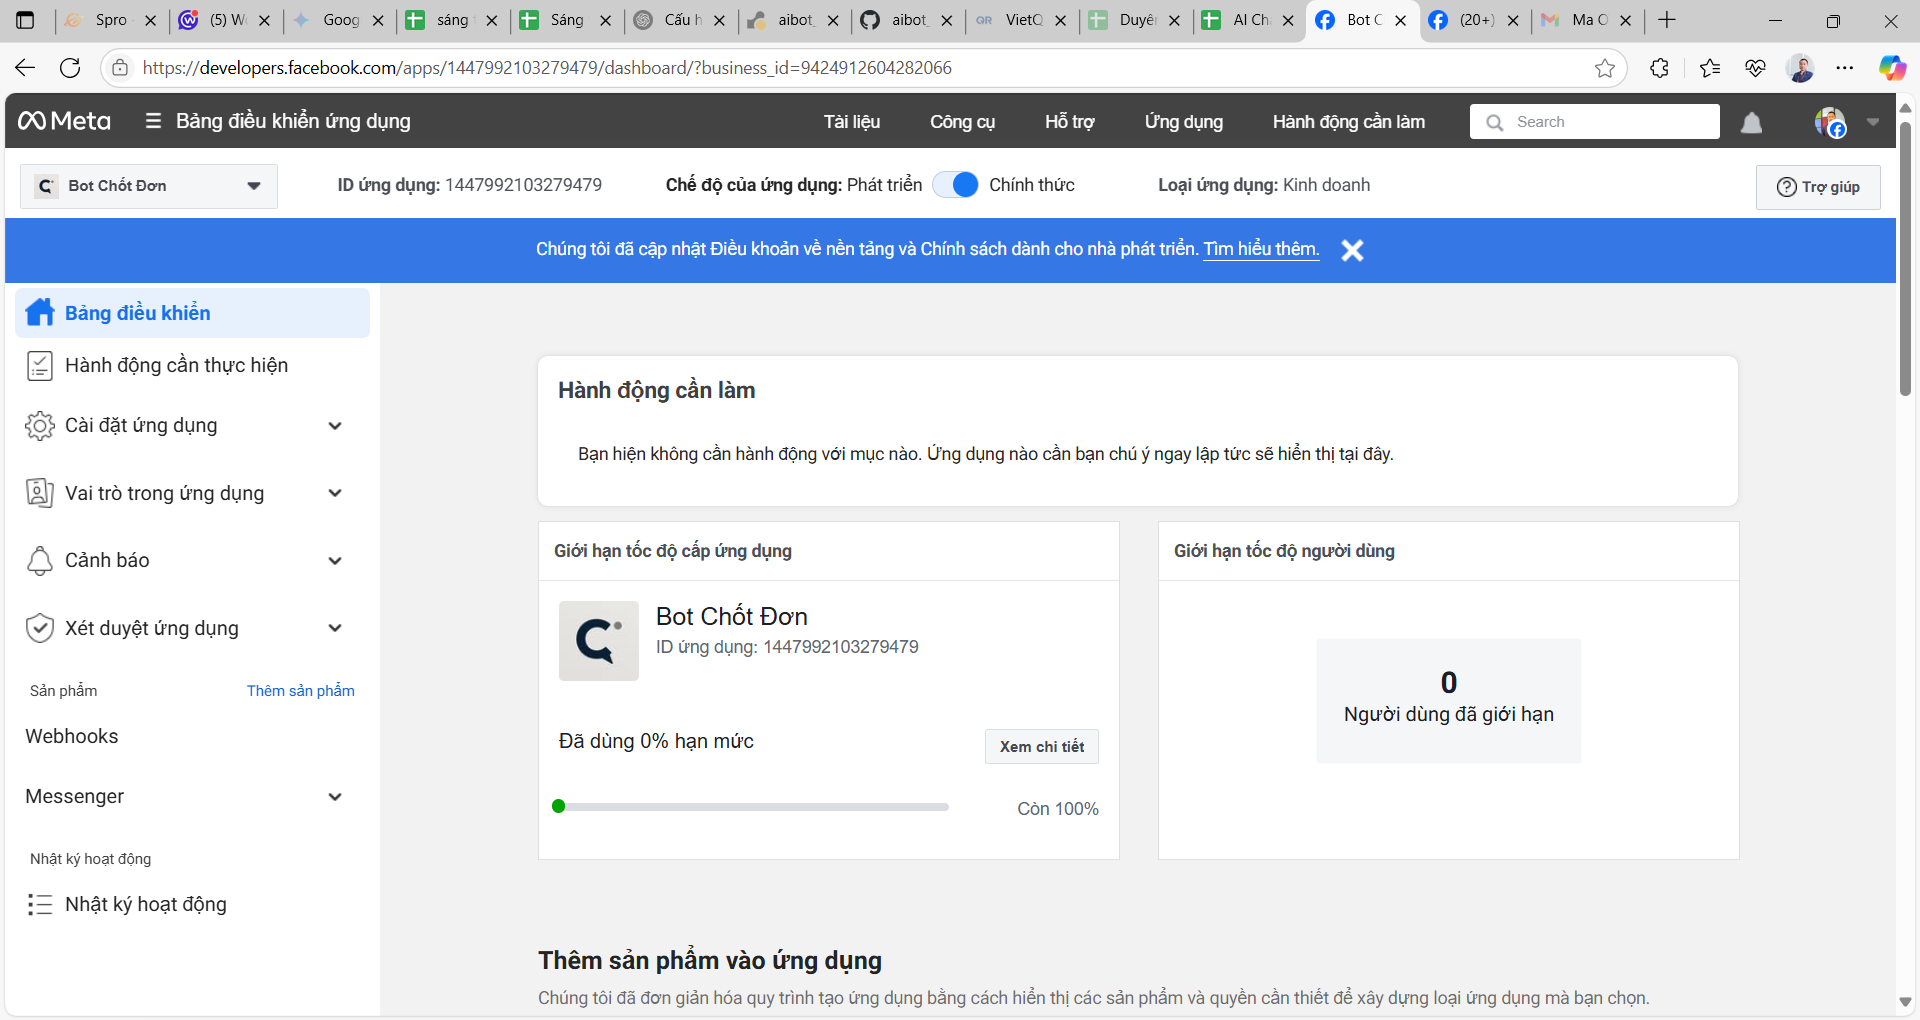 Spro
(5) W
Goog
sáng
Sáng
Cấu h
aibot_
aibot_
QR VietQ
Duyê
AI Ch
Bot C
(20+)
Ma O
https://developers.facebook.com/apps/1447992103279479/dashboard/?business_id=9424912604282066
Meta
Bảng điều khiển ứng dụng
Tài liệu
Công cụ
Hỗ trợ
Ứng dụng
Hành động cần làm
Search
Bot Chốt Đơn
ID ứng dụng: 1447992103279479
Chế độ của ứng dụng: Phát triển
Chính thức
Loại ứng dụng: Kinh doanh
Trợ giúp
Chúng tôi đã cập nhật Điều khoản về nền tảng và Chính sách dành cho nhà phát triển. Tìm hiểu thêm.
Bảng điều khiển
Hành động cần thực hiện
Cài đặt ứng dụng
Vai trò trong ứng dụng
Cảnh báo
Xét duyệt ứng dụng
Sản phẩm
Thêm sản phẩm
Webhooks
Messenger
Nhật ký hoạt động
Nhật ký hoạt động
Hành động cần làm
Bạn hiện không cần hành động với mục nào. Ứng dụng nào cần bạn chú ý ngay lập tức sẽ hiển thị tại đây.
Giới hạn tốc độ cấp ứng dụng
Bot Chốt Đơn
ID ứng dụng: 1447992103279479
Đã dùng 0% hạn mức
Xem chi tiết
Còn 100%
Giới hạn tốc độ người dùng
0
Người dùng đã giới hạn
Thêm sản phẩm vào ứng dụng
Chúng tôi đã đơn giản hóa quy trình tạo ứng dụng bằng cách hiển thị các sản phẩm và quyền cần thiết để xây dựng loại ứng dụng mà bạn chọn.